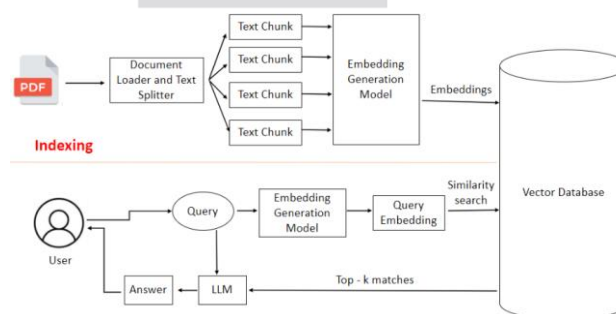 Text Chunk
Text Chunk
Text Chunk
Text Chunk
PDF
Document
Loader and Text
Splitter
Embedding
Generation
Model
Embeddings
Indexing
Vector Database
User
Query
Embedding
Generation
Model
Query
Embedding
Similarity
search
Answer
LLM
Top - k matches